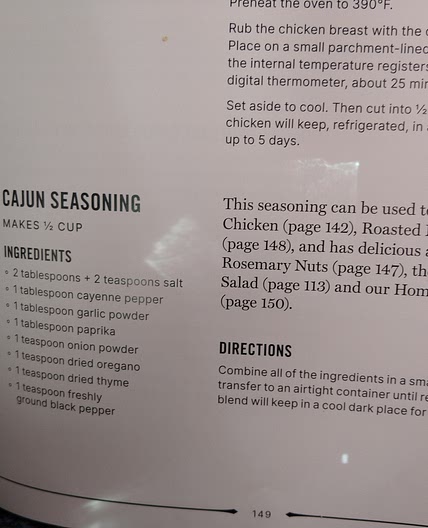 Preheat the oven to 390°F.
Rub the chicken breast with the
Place on a small parchment-lined
the internal temperature registers
digital thermometer, about 25
Set aside to cool. Then cut into ½
chicken will keep, refrigerated, in
up to 5 days.
CAJUN SEASONING
MAKES ½ CUP
INGREDIENTS
° 2 tablespoons + 2 teaspoons salt
° 1 tablespoon cayenne pepper
° 1 tablespoon garlic powder
° 1 tablespoon paprika
° 1 teaspoon onion powder
° 1 teaspoon dried oregano
° 1 teaspoon dried thyme
° 1 teaspoon freshly
ground black pepper
This seasoning can be used
Chicken (page 142), Roasted
(page 148), and has delicious
Rosemary Nuts (page 147),
Salad (page 113) and our
(page 150).
DIRECTIONS
Combine all of the ingredients in a
transfer to an airtight container until
blend will keep in a cool dark place for
149